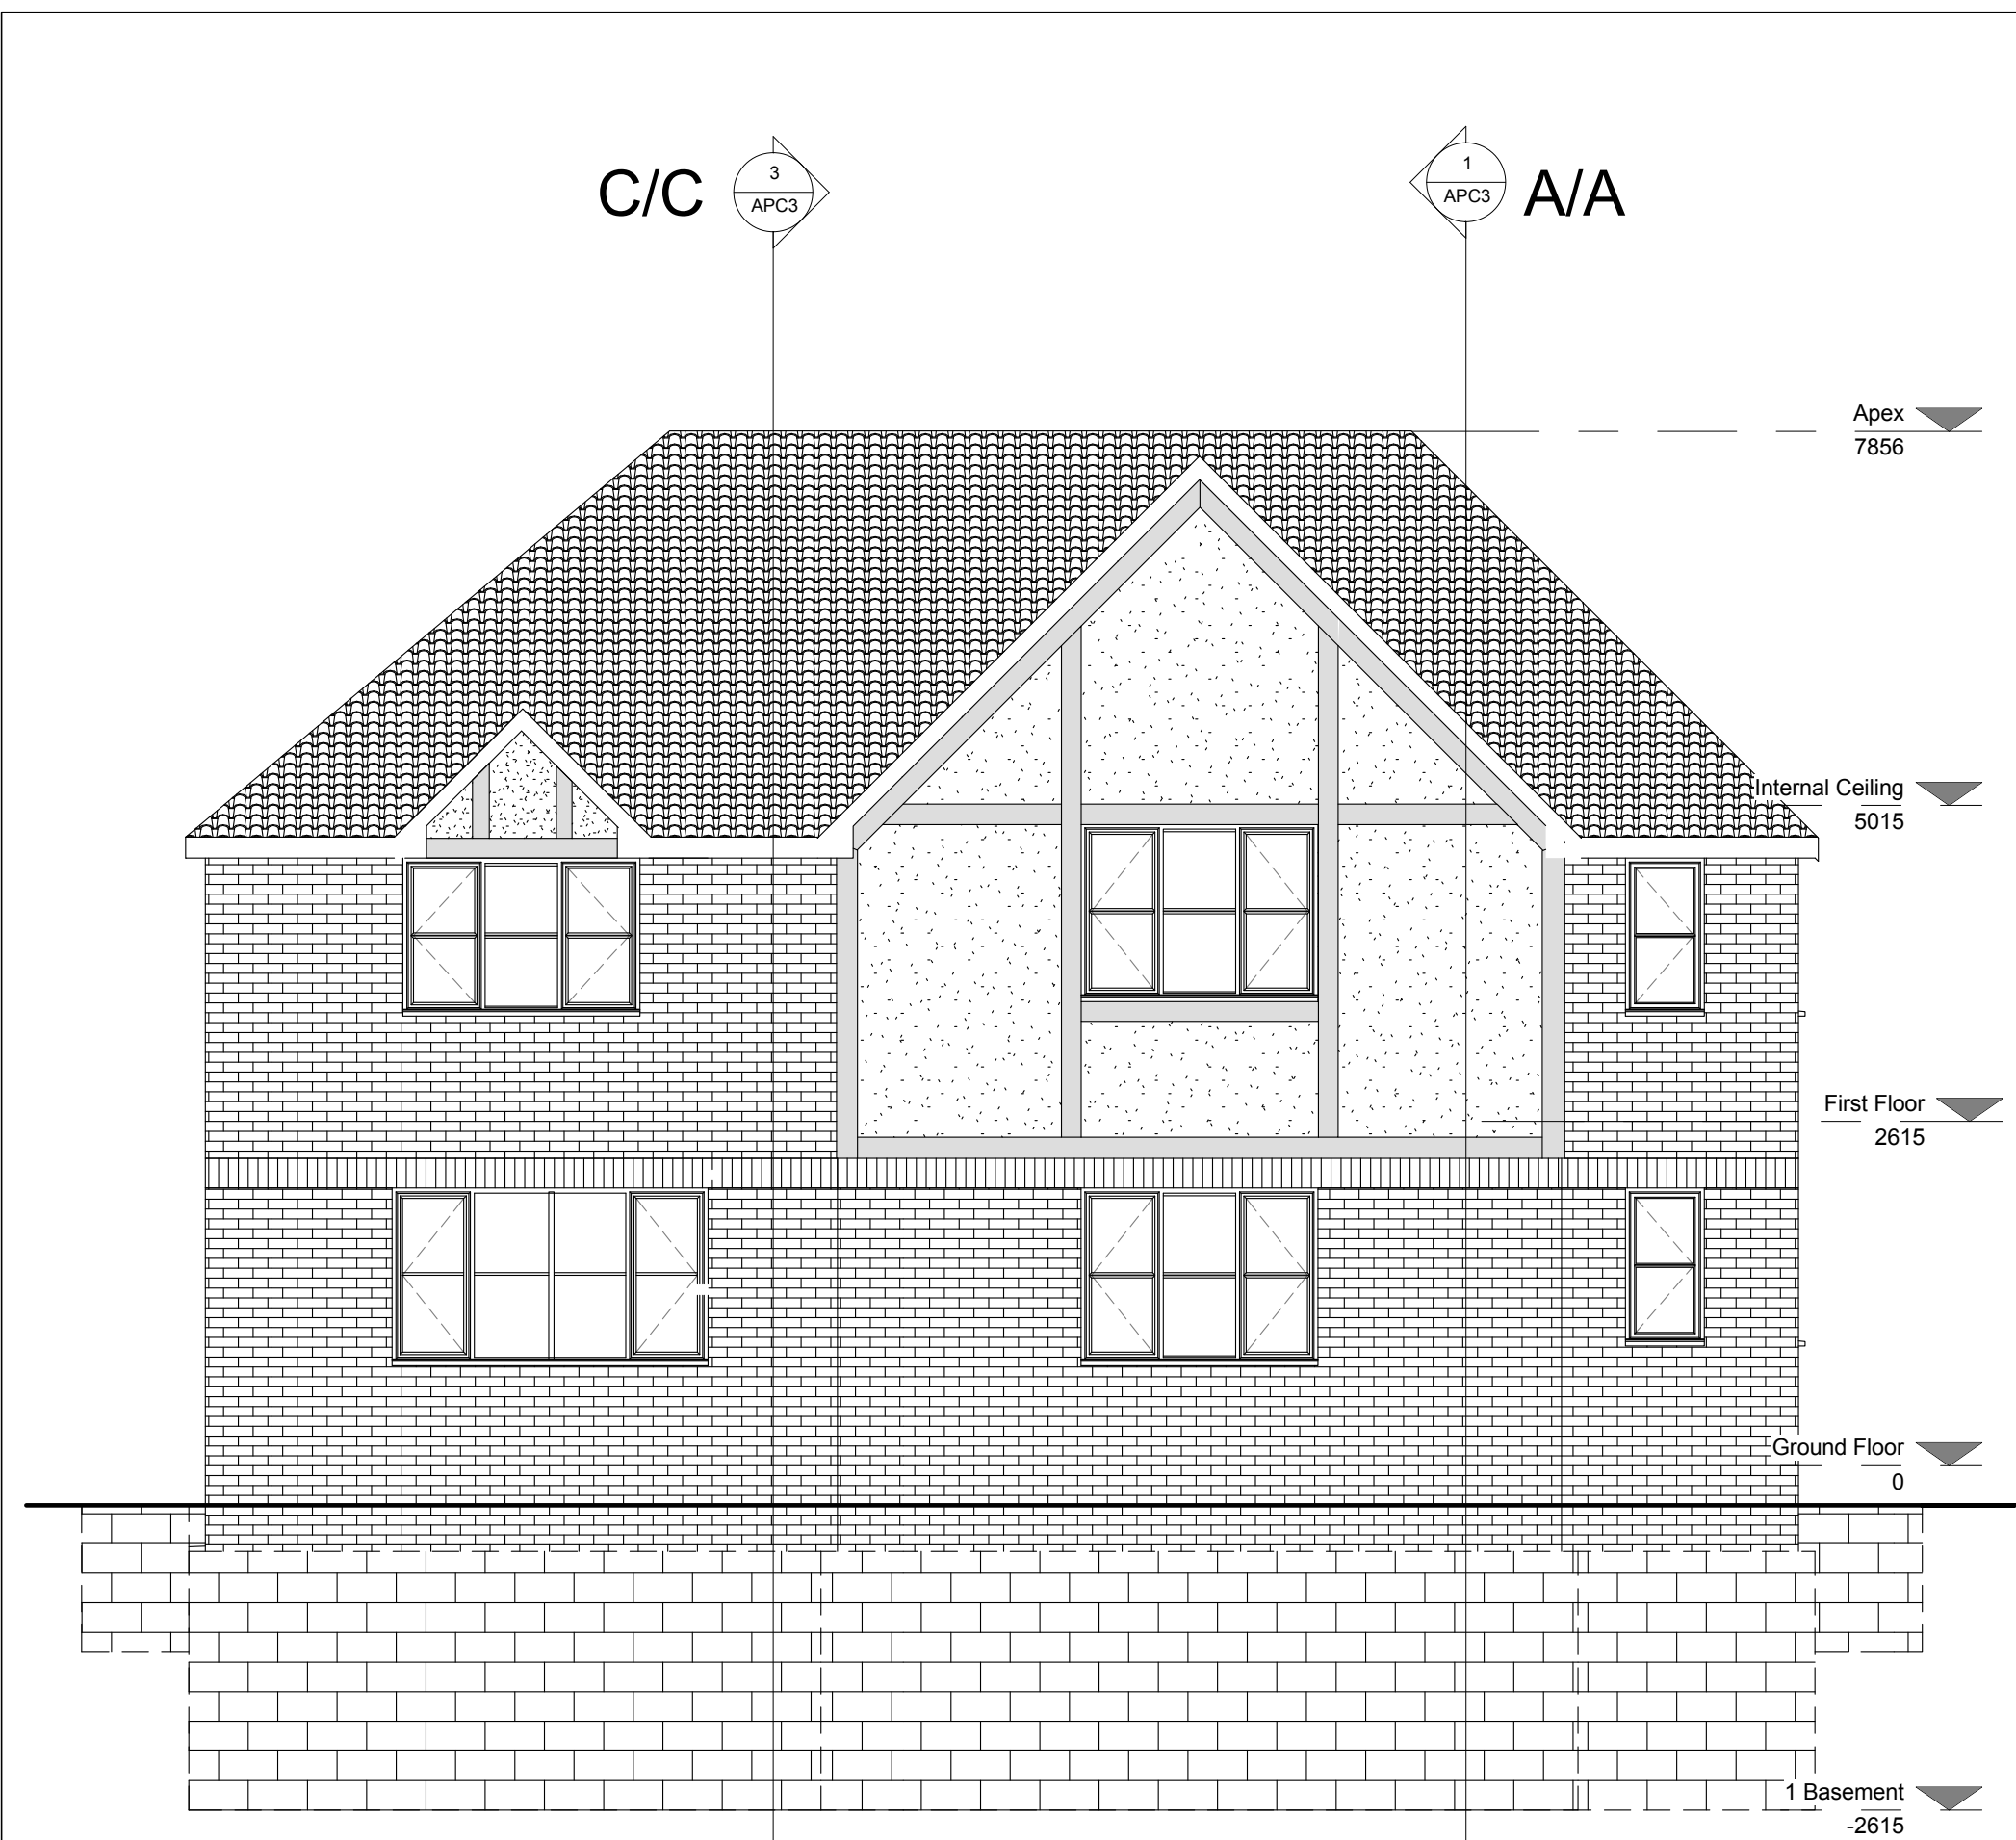 C/C
3
APC3
1
APC3
A/A
Apex
7856
Internal Ceiling
5015
First Floor
2615
Ground Floor
0
1 Basement
-2615